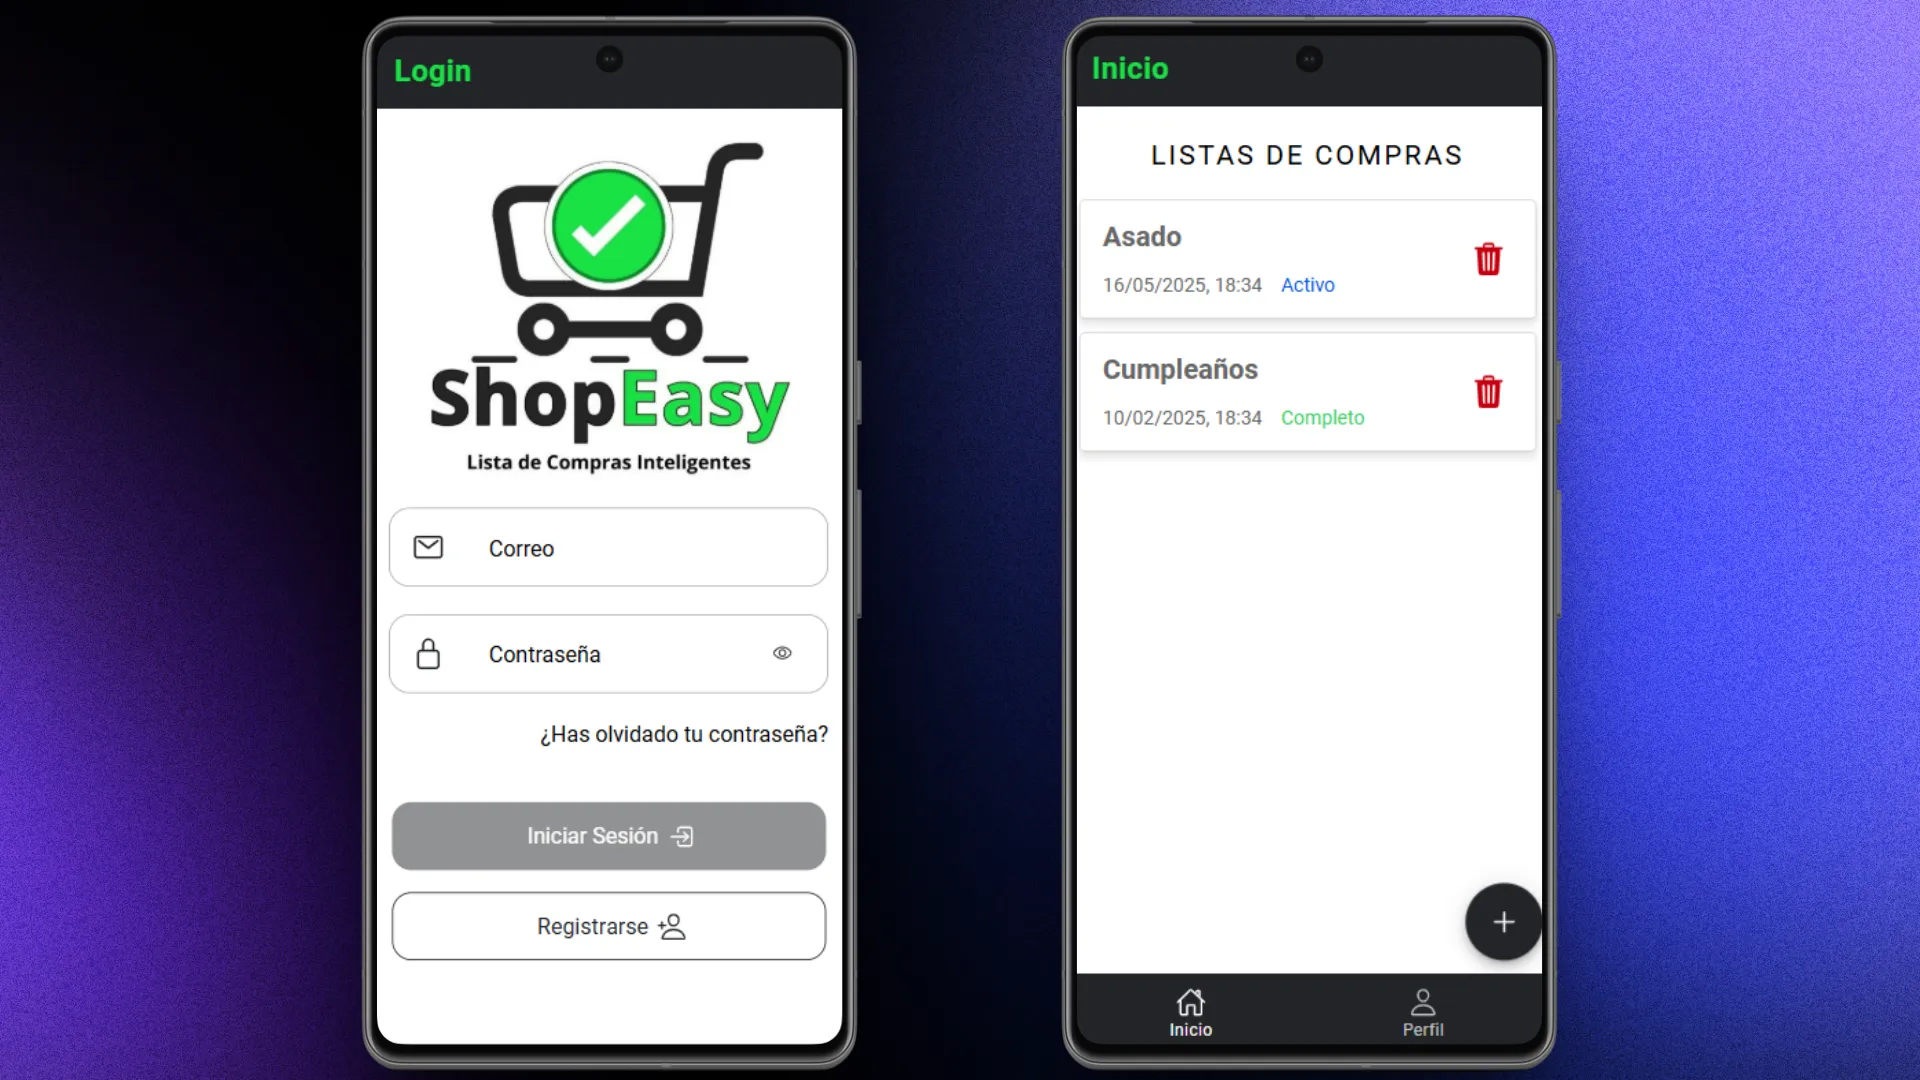 Login
ShopEasy
Lista de Compras Inteligentes
Correo
Contraseña
¿Has olvidado tu contraseña?
Iniciar Sesión
Registrarse
Inicio
LISTAS DE COMPRAS
Asado
16/05/2025, 18:34 Activo
Cumpleaños
10/02/2025, 18:34 Completo
Inicio
Perfil